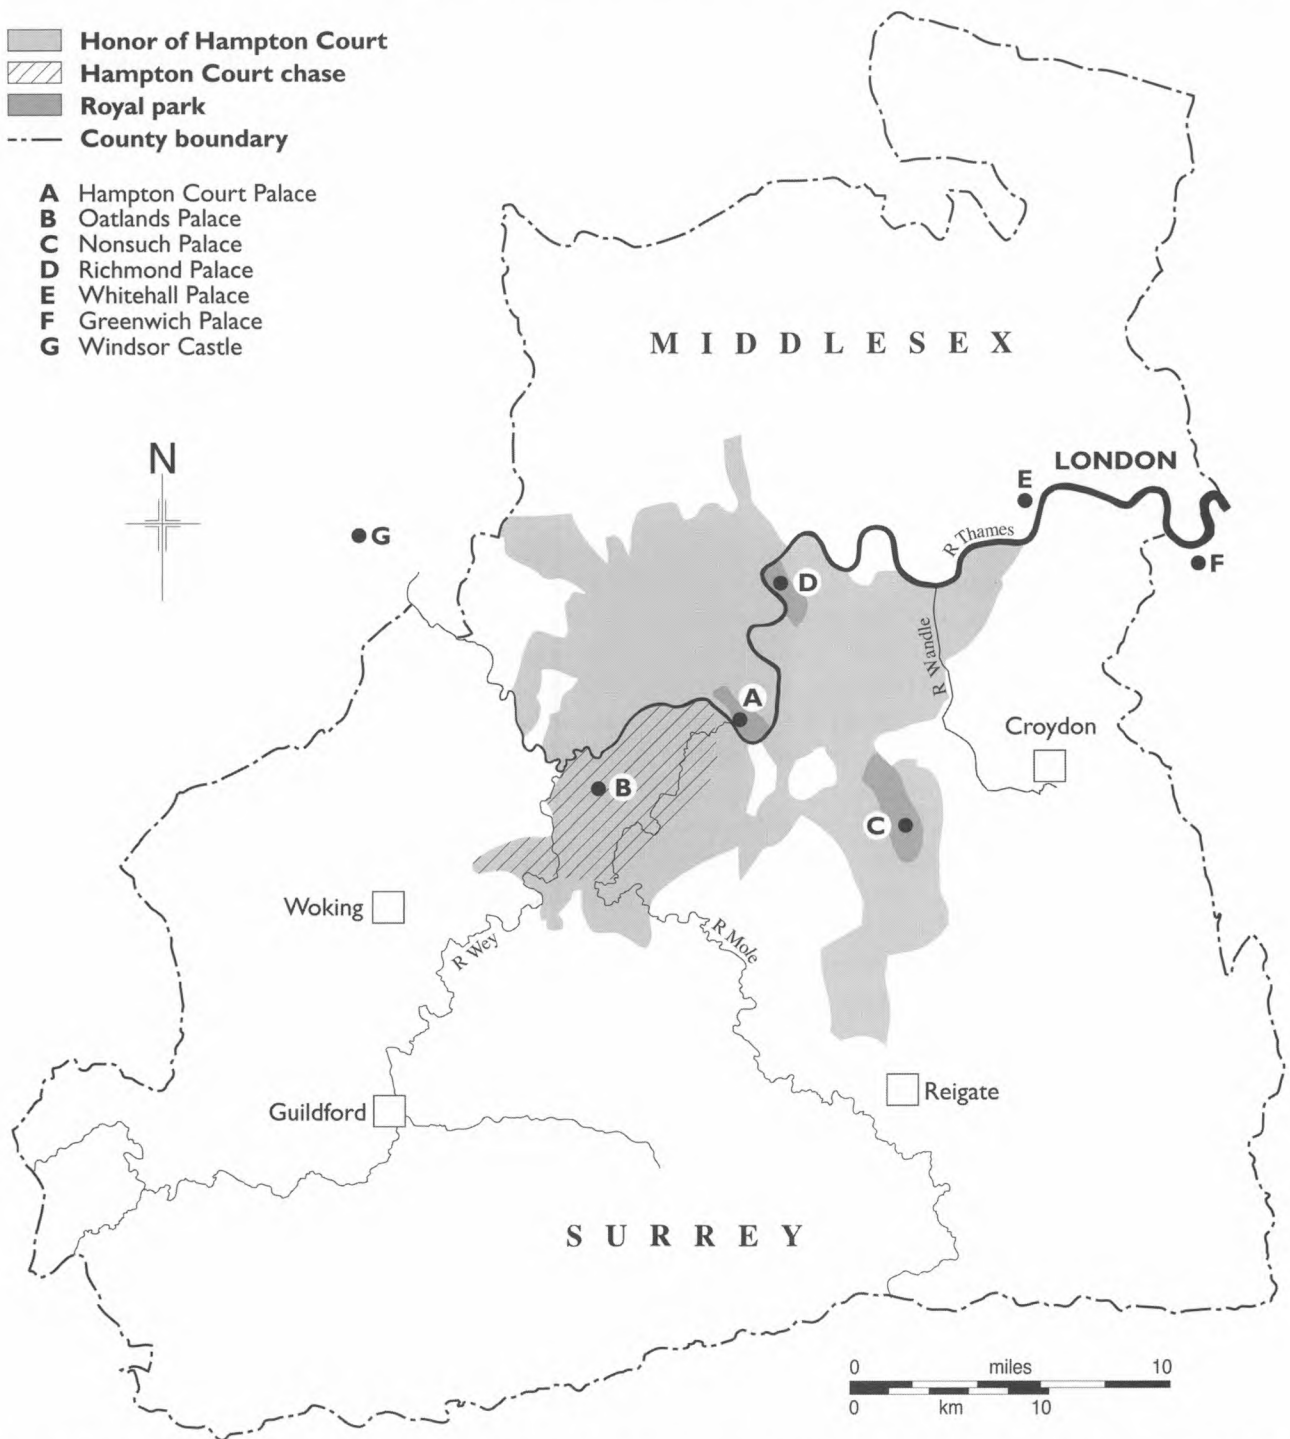 Honor of Hampton Court
Hampton Court chase
Royal park
County boundary
A Hampton Court Palace
B Oatlands Palace
C Nonsuch Palace
D Richmond Palace
E Whitehall Palace
F Greenwich Palace
G Windsor Castle
MIDDLESEX
N
LONDON
E
G
R Thames
F
D
R Wandle
A
Croydon
B
C
Woking
R Wey
R Mole
Reigate
Guildford
SURREY
0 miles 10
0 km 10